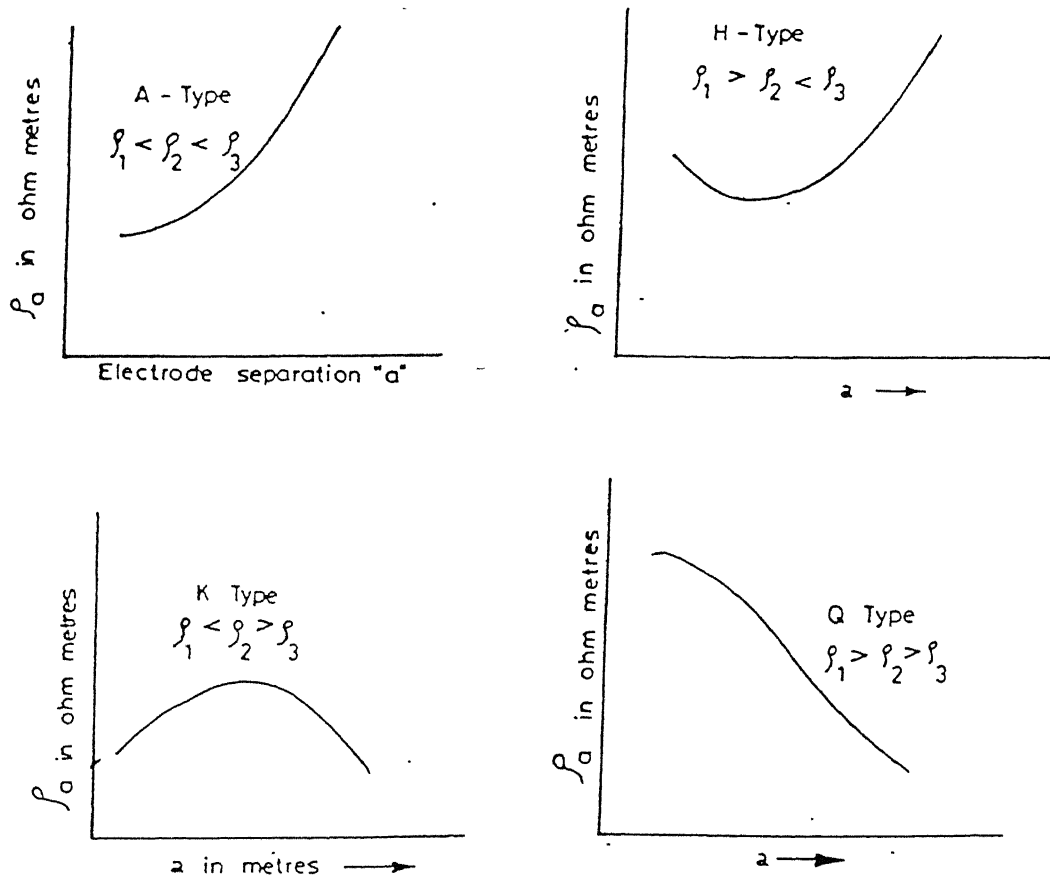 A - Type
ρ1 < ρ2 < ρ3
ρa in ohm metres
Electrode separation "a"
H - Type
ρ1 > ρ2 < ρ3
ρa in ohm metres
a →
K Type
ρ1 < ρ2 > ρ3
ρa in ohm metres
a in metres →
Q Type
ρ1 > ρ2 > ρ3
ρa in ohm metres
a →